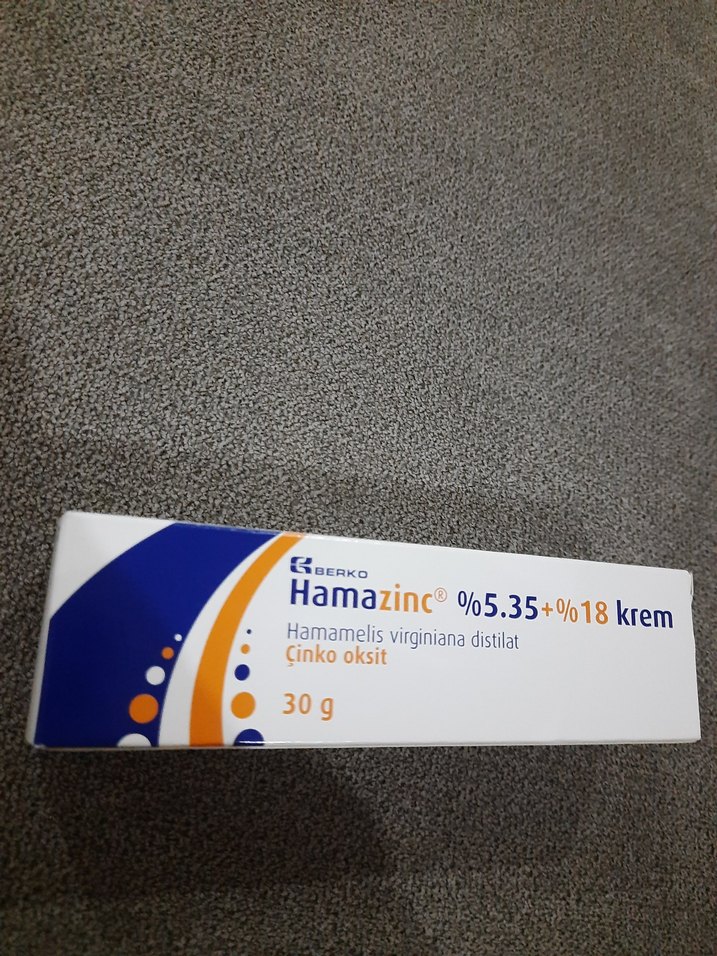 BERKO
Hamazinc® %5.35+%18 krem
Hamamelis virginiana distilat
Çinko oksit
30 g